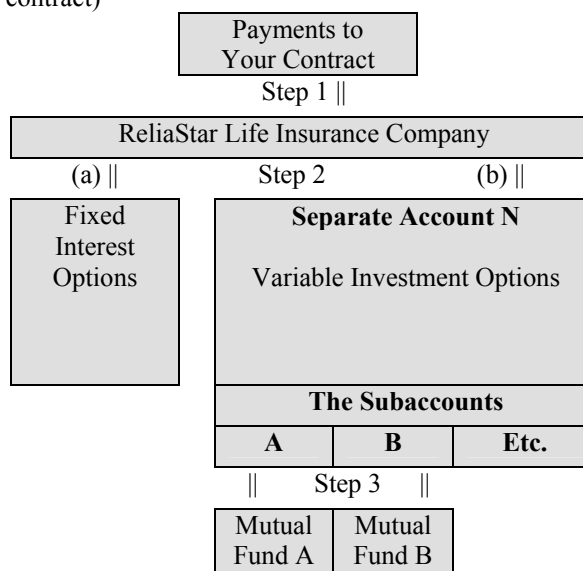 contract)
Payments to
Your Contract
Step 1 ||
ReliaStar Life Insurance Company
(a) || Step 2 (b) ||
Fixed
Interest
Options
Separate Account N
Variable Investment Options
The Subaccounts
A B Etc.
|| Step 3 ||
Mutual
Fund A
Mutual
Fund B